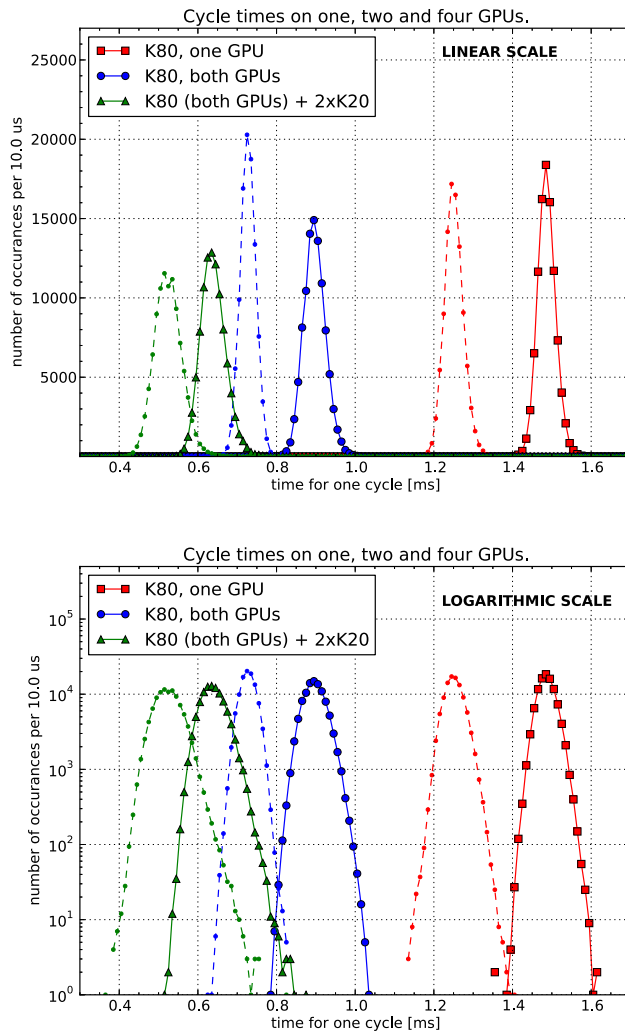 Cycle times on one, two and four GPUs.
K80, one GPU
K80, both GPUs
K80 (both GPUs) + 2xK20
LINEAR SCALE
number of occurances per 10.0 us
25000
20000
15000
10000
5000
0.4 0.6 0.8 1.0 1.2 1.4 1.6
time for one cycle [ms]
Cycle times on one, two and four GPUs.
K80, one GPU
K80, both GPUs
K80 (both GPUs) + 2xK20
LOGARITHMIC SCALE
number of occurances per 10.0 us
10⁵
10⁴
10³
10²
10¹
10⁰
0.4 0.6 0.8 1.0 1.2 1.4 1.6
time for one cycle [ms]